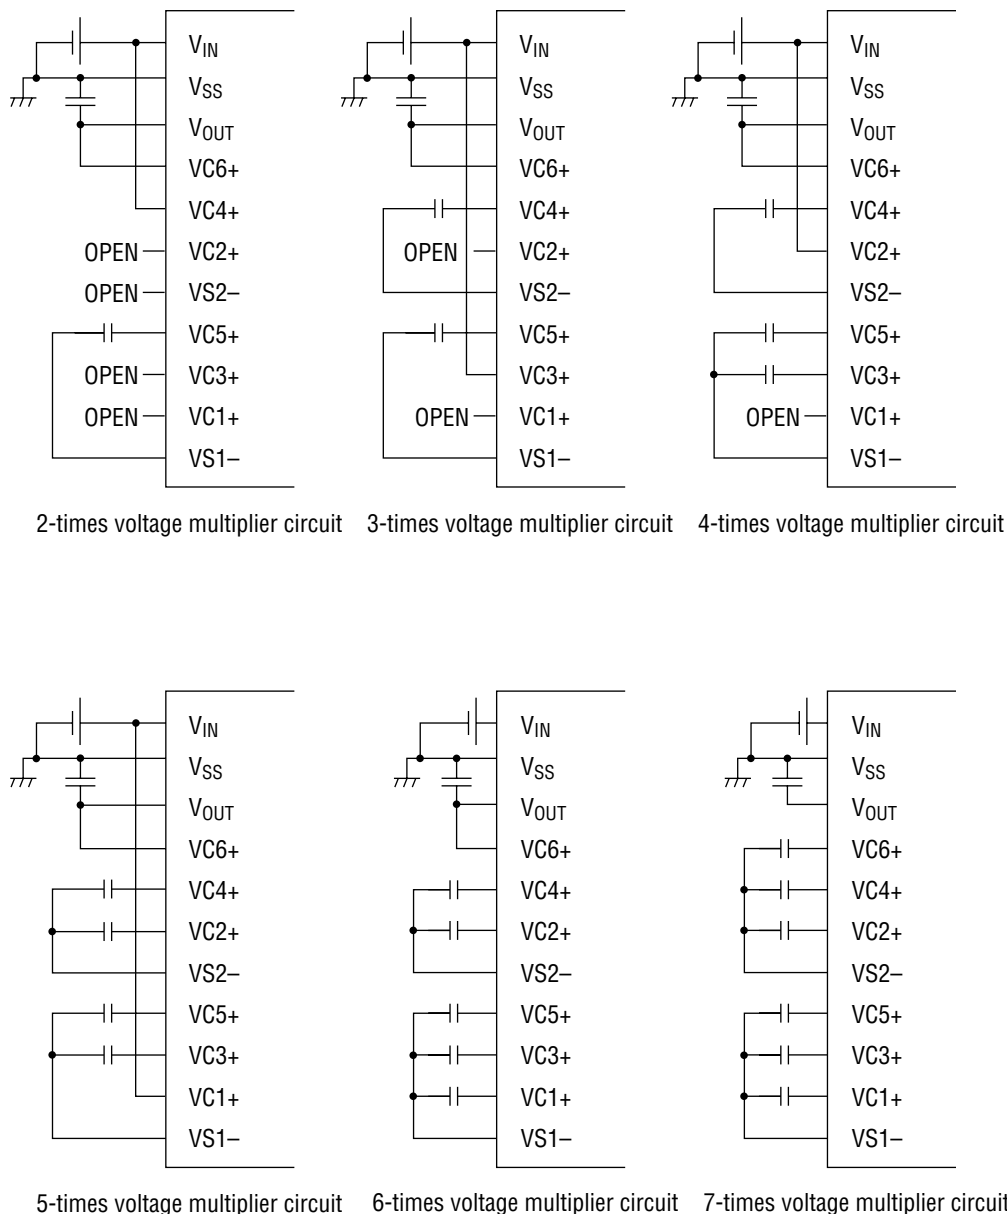 VIN
VSS
VOUT
VC6+
VC4+
OPEN VC2+
OPEN VS2–
VC5+
OPEN VC3+
OPEN VC1+
VS1–
2-times voltage multiplier circuit
VIN
VSS
VOUT
VC6+
VC4+
OPEN VC2+
VS2–
VC5+
VC3+
OPEN VC1+
VS1–
3-times voltage multiplier circuit
VIN
VSS
VOUT
VC6+
VC4+
VC2+
VS2–
VC5+
VC3+
OPEN VC1+
VS1–
4-times voltage multiplier circuit
VIN
VSS
VOUT
VC6+
VC4+
VC2+
VS2–
VC5+
VC3+
VC1+
VS1–
5-times voltage multiplier circuit
VIN
VSS
VOUT
VC6+
VC4+
VC2+
VS2–
VC5+
VC3+
VC1+
VS1–
6-times voltage multiplier circuit
VIN
VSS
VOUT
VC6+
VC4+
VC2+
VS2–
VC5+
VC3+
VC1+
VS1–
7-times voltage multiplier circuit